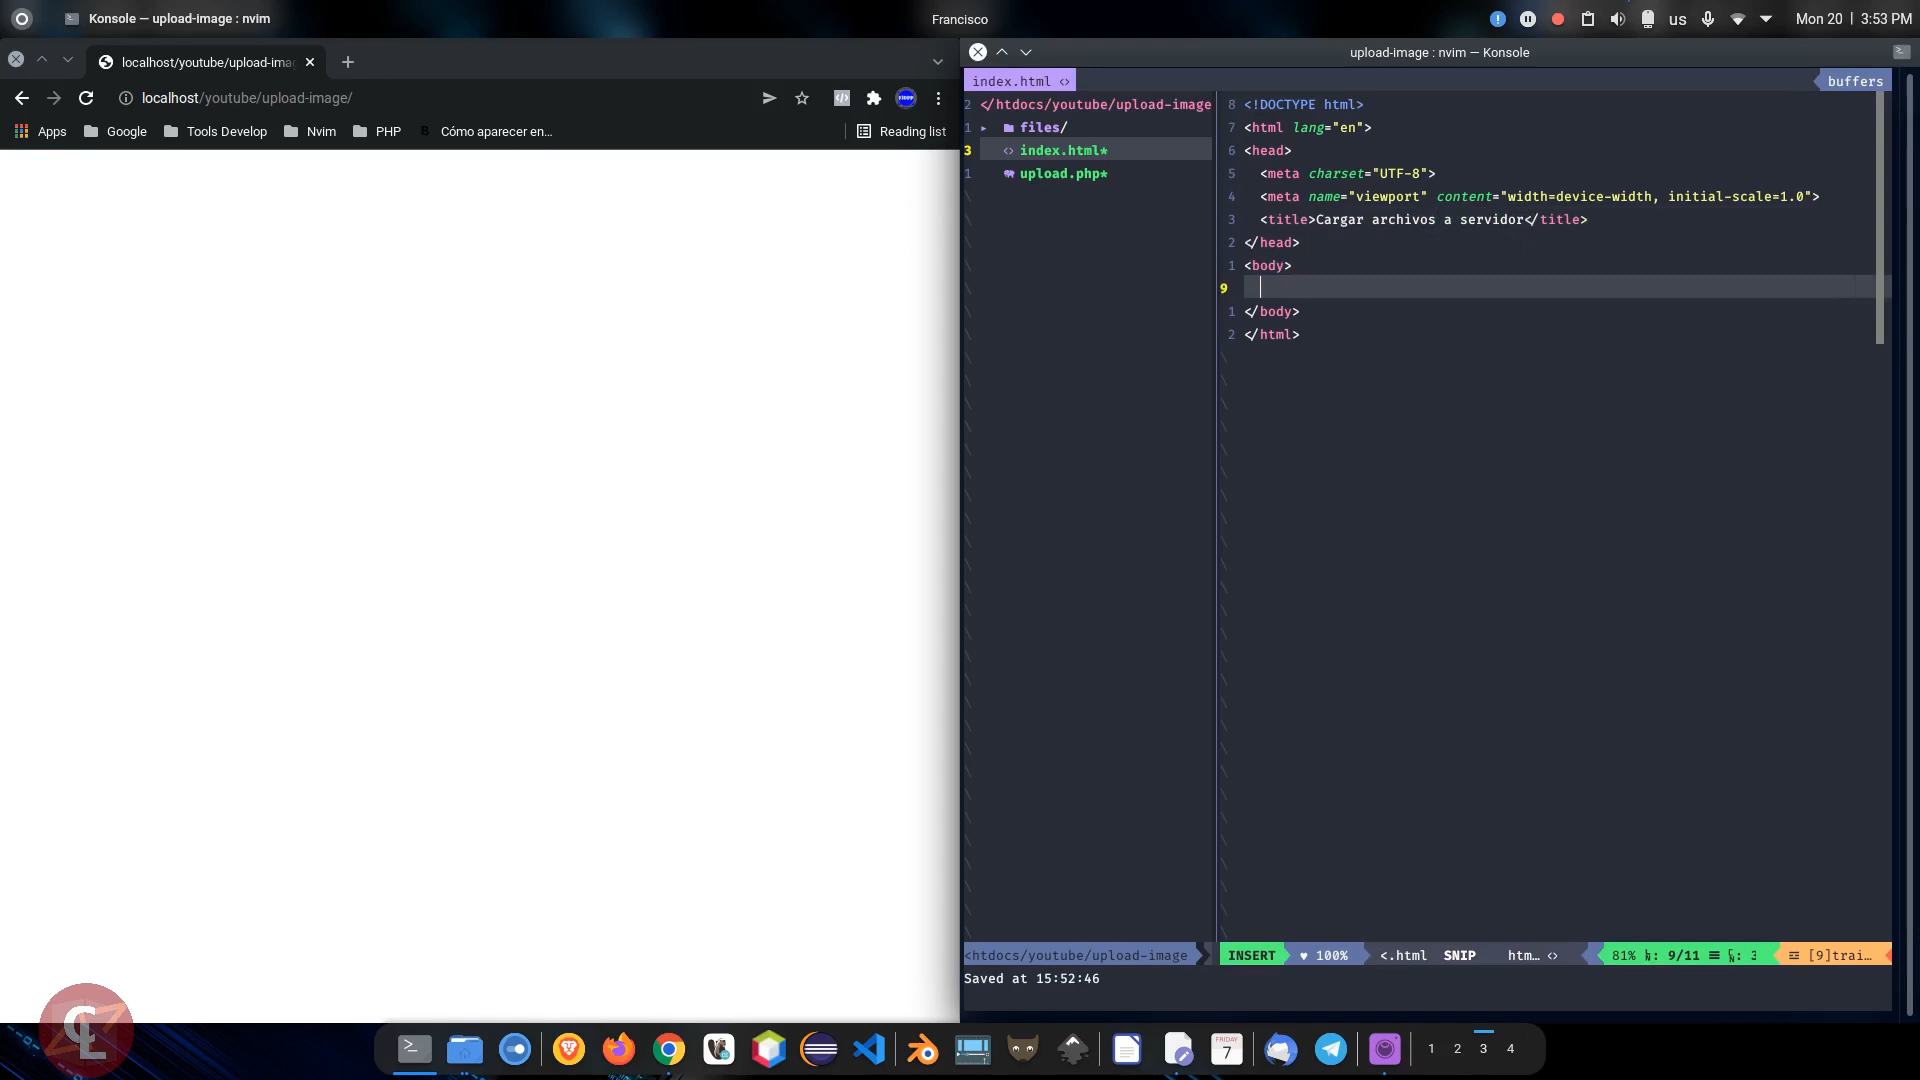 Konsole — upload-image : nvim
Francisco
us
Mon 20 | 3:53 PM
localhost/youtube/upload-ima
localhost/youtube/upload-image/
Apps
Google
Tools Develop
Nvim
PHP
B
Cómo aparecer en...
Reading list
upload-image : nvim — Konsole
index.html <>
buffers
2 </htdocs/youtube/upload-image
1 ▸ files/
3 <> index.html*
1 upload.php*
8 <!DOCTYPE html>
7 <html lang="en">
6 <head>
5 <meta charset="UTF-8">
4 <meta name="viewport" content="width=device-width, initial-scale=1.0">
3 <title>Cargar archivos a servidor</title>
2 </head>
1 <body>
9
1 </body>
2 </html>
<htdocs/youtube/upload-image
INSERT
♥ 100%
<.html
SNIP
htm… <>
81%
: 9/11 ≡
: 3
[9]trai…
Saved at 15:52:46
CL
FRIDAY
7
1
2
3
4